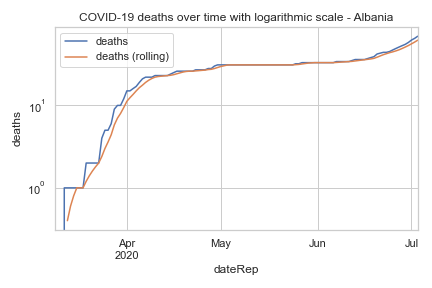 COVID-19 deaths over time with logarithmic scale - Albania
deaths
deaths (rolling)
10¹
10⁰
deaths
Apr
2020
May
Jun
Jul
dateRep